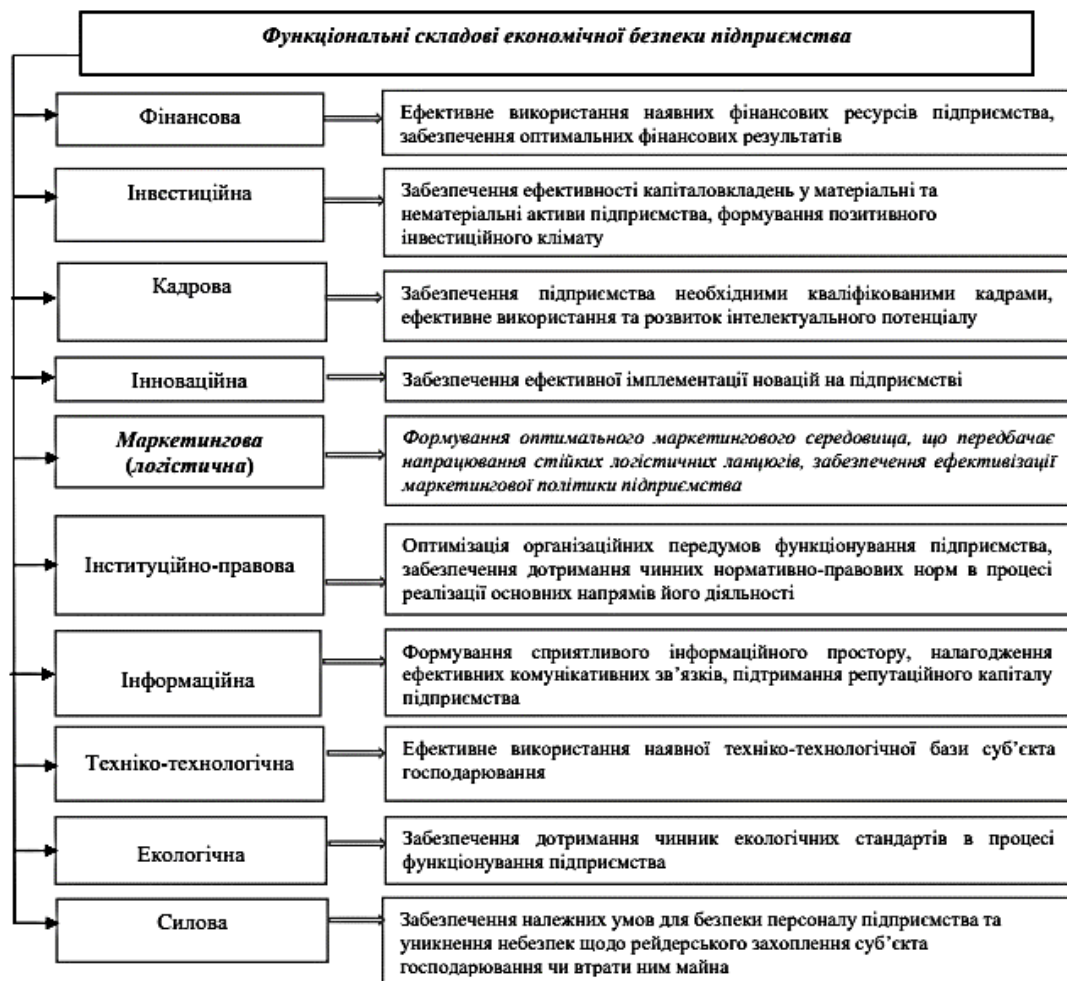 Функціональні складові економічної безпеки підприємства
Фінансова
Ефективне використання наявних фінансових ресурсів підприємства,
забезпечення оптимальних фінансових результатів
Інвестиційна
Забезпечення ефективності капіталовкладень у матеріальні та
нематеріальні активи підприємства, формування позитивного
інвестиційного клімату
Кадрова
Забезпечення підприємства необхідними кваліфікованими кадрами,
ефективне використання та розвиток інтелектуального потенціалу
Інноваційна
Забезпечення ефективної імплементації новацій на підприємстві
Маркетингова
(логістична)
Формування оптимального маркетингового середовища, що передбачає
напрацювання стійких логістичних ланцюгів, забезпечення ефективізації
маркетингової політики підприємства
Інституційно-правова
Оптимізація організаційних передумов функціонування підприємства,
забезпечення дотримання чинних нормативно-правових норм в процесі
реалізації основних напрямів його діяльності
Інформаційна
Формування сприятливого інформаційного простору, налагодження
ефективних комунікативних зв’язків, підтримання репутаційного капіталу
підприємства
Техніко-технологічна
Ефективне використання наявної техніко-технологічної бази суб’єкта
господарювання
Екологічна
Забезпечення дотримання чинник екологічних стандартів в процесі
функціонування підприємства
Силова
Забезпечення належних умов для безпеки персоналу підприємства та
уникнення небезпек щодо рейдерського захоплення суб’єкта
господарювання чи втрати ним майна